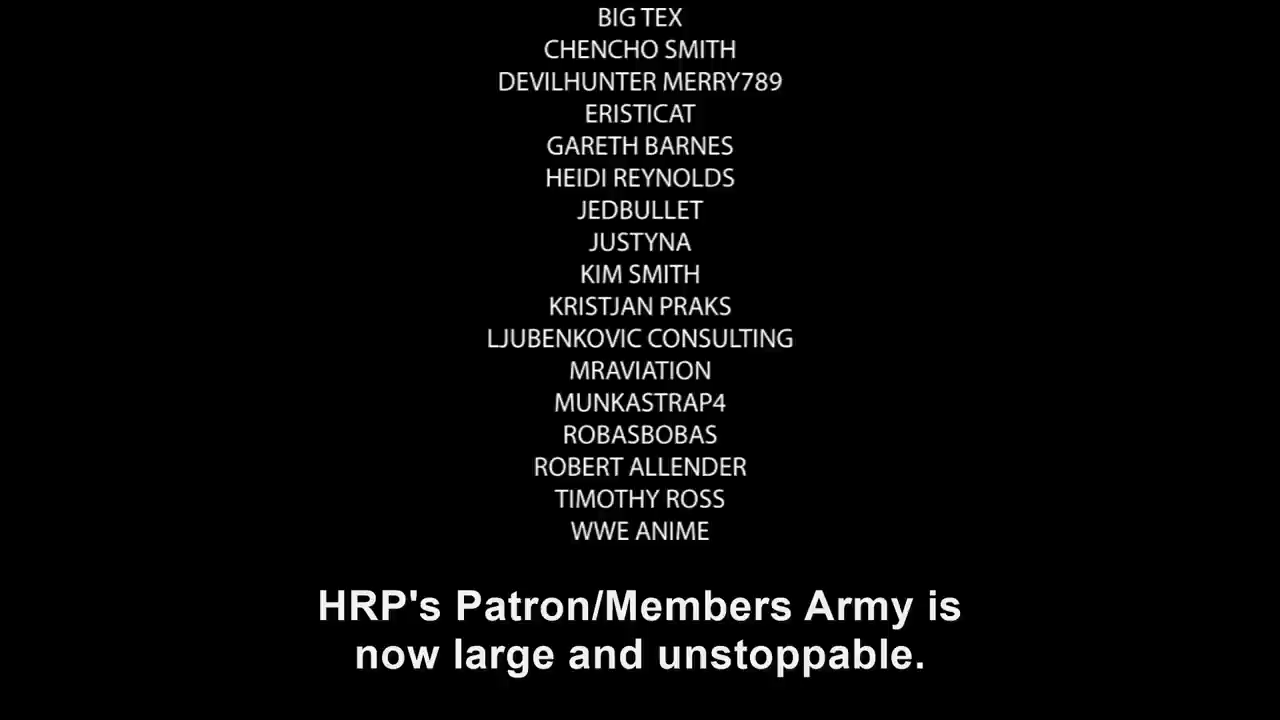 BIG TEX
CHENCHO SMITH
DEVILHUNTER MERRY789
ERISTICAT
GARETH BARNES
HEIDI REYNOLDS
JEDBULLET
JUSTYNA
KIM SMITH
KRISTJAN PRAKS
LJUBENKOVIC CONSULTING
MRAVIATION
MUNKASTRAP4
ROBASBOBAS
ROBERT ALLENDER
TIMOTHY ROSS
WWE ANIME
HRP's Patron/Members Army is
now large and unstoppable.